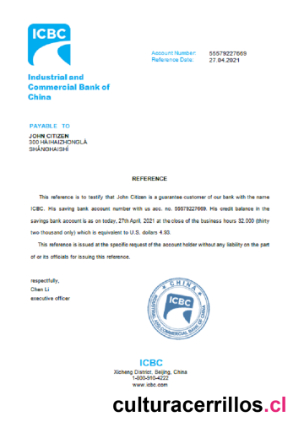 ICBC
Account Number: 55579227669
Reference Date: 27.04.2021
Industrial and
Commercial Bank of
China
PAYABLE TO
JOHN CITIZEN
300 HAIHAIZHONGLÀ
SHÀNGHAISHÌ
REFERENCE
This reference is to testify that John Citizen is a guarantee customer of our bank with the name
ICBC. His saving bank account number with us acc. no. 55579227669. His credit balance in the
savings bank account is as on today, 27th April, 2021 at the close of the business hours 32,000 (thirty
two thousand only) which is equivalent to U.S. dollars 4.93.
This reference is issued at the specific request of the account holder without any liability on the part
of or its officials for issuing this reference.
respectfully,
Chen Li
executive officer
CHINA
ICBC
INDUSTRIAL AND COMMERCIAL BANK OF CHINA
ICBC
Xicheng District, Beijing, China
www.icbc.com
culturacerrillos.cl